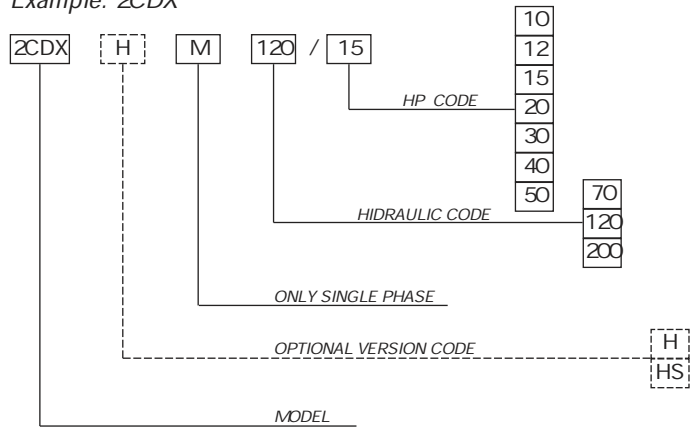 Example: 2CDX
2CDX H M 120 / 15
10
12
15
HP CODE 20
30
40
50
70
HIDRAULIC CODE 120
200
ONLY SINGLE PHASE
OPTIONAL VERSION CODE H
HS
MODEL